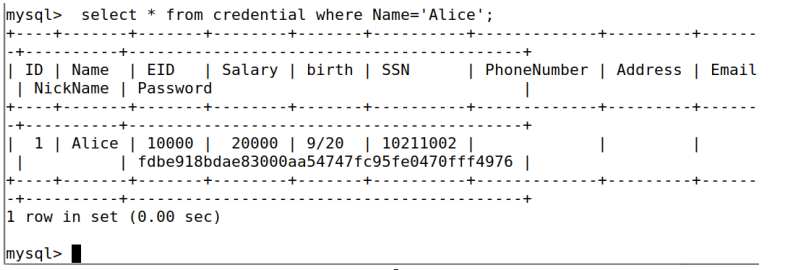 mysql>  select * from credential where Name='Alice';
+----+-------+-------+--------+-------+----------+-------------+---------+------
-+----------+------------------------------------------+
| ID | Name  | EID   | Salary | birth | SSN      | PhoneNumber | Address | Email
 | NickName | Password                                 |
+----+-------+-------+--------+-------+----------+-------------+---------+------
-+----------+------------------------------------------+
|  1 | Alice | 10000 |  20000 | 9/20  | 10211002 |             |         |
 |          | fdbe918bdae83000aa54747fc95fe0470fff4976 |
+----+-------+-------+--------+-------+----------+-------------+---------+------
-+----------+------------------------------------------+
1 row in set (0.00 sec)
mysql>